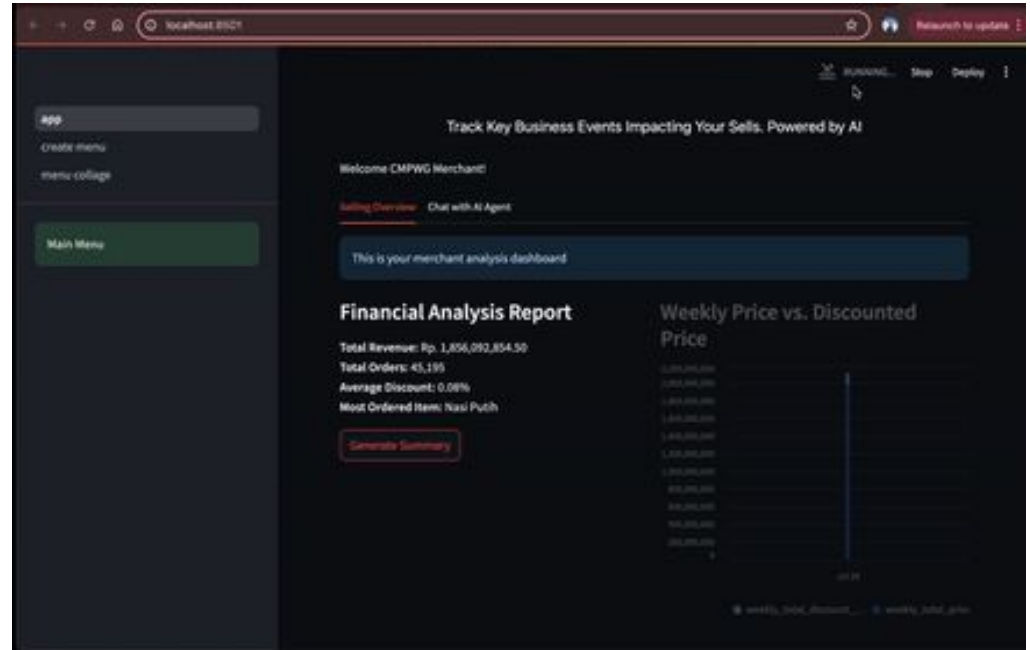 localhost:8501
Relaunch to update
RUNNING...
Stop
Deploy
app
create menu
menu collage
Main Menu
Track Key Business Events Impacting Your Sells. Powered by AI
Welcome CMPWG Merchant!
Selling Overview
Chat with AI Agent
This is your merchant analysis dashboard
Financial Analysis Report
Total Revenue: Rp. 1,856,092,854.50
Total Orders: 45,195
Average Discount: 0.08%
Most Ordered Item: Nasi Putih
Generate Summary
Weekly Price vs. Discounted
Price
0